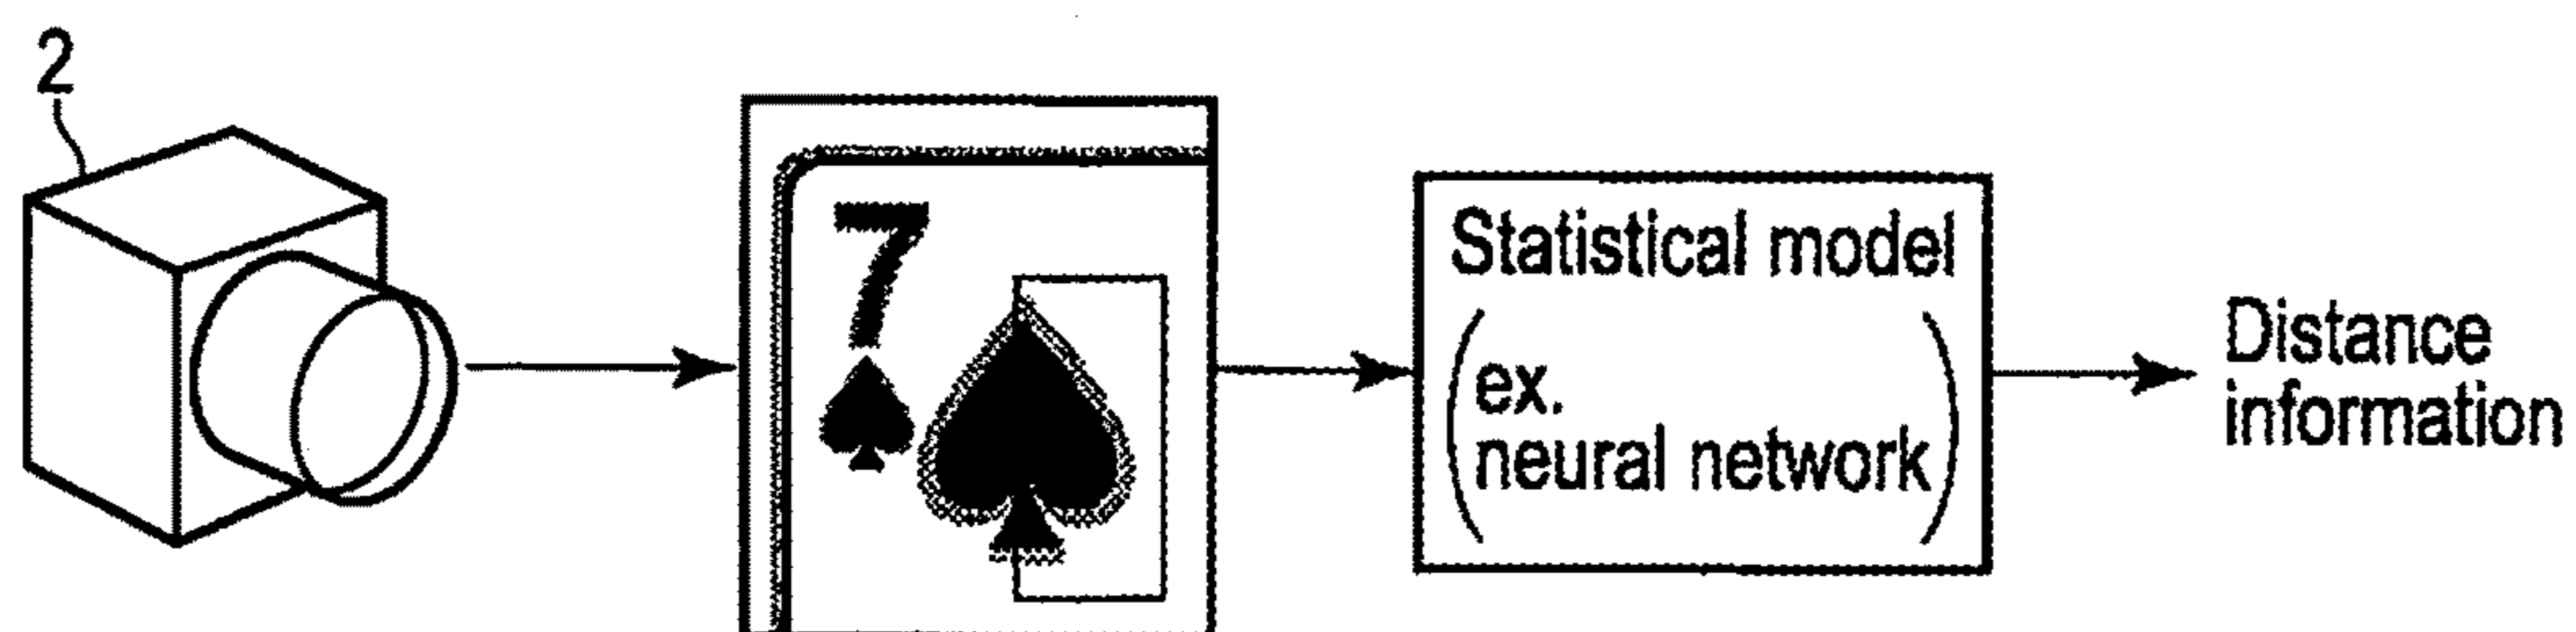 2
7
Statistical model
ex.
neural network
Distance
information